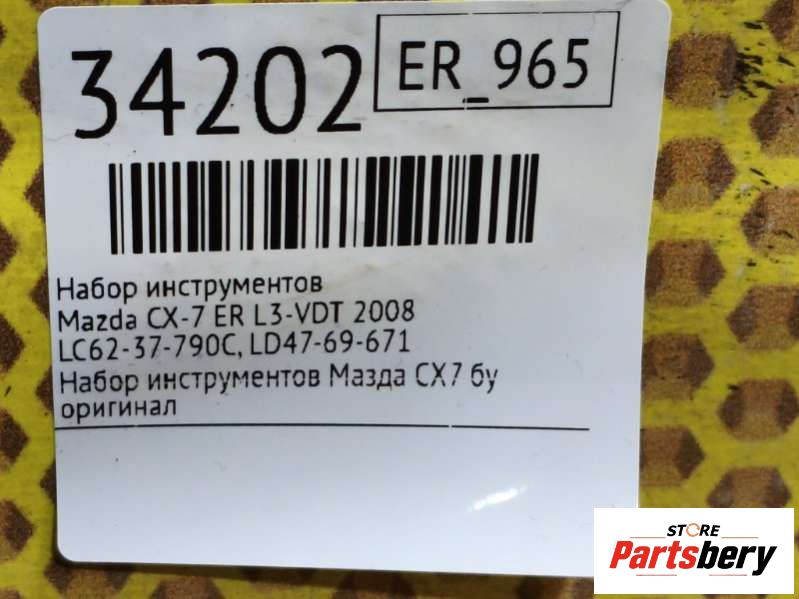 34202
ER_965
Набор инструментов
Mazda CX-7 ER L3-VDT 2008
LC62-37-790C, LD47-69-671
Набор инструментов Мазда СХ7 бу
оригинал
STORE
Partsbery